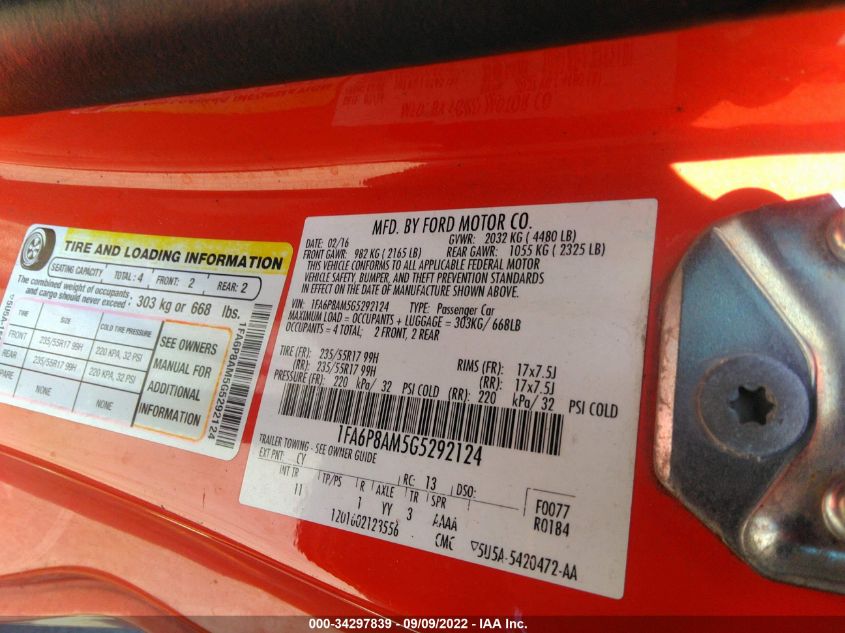 TIRE AND LOADING INFORMATION
SEATING CAPACITY TOTAL: 4 FRONT: 2 REAR: 2
The combined weight of occupants and cargo should never exceed: 303 kg or 668 lbs.
TIRE SIZE COLD TIRE PRESSURE
FRONT 235/55R17 99H 220 KPA, 32 PSI
REAR 235/55R17 99H 220 KPA, 32 PSI
NONE NONE
SEE OWNERS
MANUAL FOR
ADDITIONAL
INFORMATION
1FA6P8AM5G5292124
MFD. BY FORD MOTOR CO.
DATE: 02/16 GVWR: 2032 KG ( 4480 LB)
FRONT GAWR: 982 KG ( 2165 LB) REAR GAWR: 1055 KG ( 2325 LB)
THIS VEHICLE CONFORMS TO ALL APPLICABLE FEDERAL MOTOR
VEHICLE SAFETY, BUMPER, AND THEFT PREVENTION STANDARDS
IN EFFECT ON THE DATE OF MANUFACTURE SHOWN ABOVE.
VIN: 1FA6P8AM5G5292124 TYPE: Passenger Car
MAXIMUM LOAD = OCCUPANTS + LUGGAGE = 303KG/ 668LB
OCCUPANTS = 4 TOTAL; 2 FRONT, 2 REAR
TIRE (FR): 235/55R17 99H RIMS (FR): 17x7.5J
(RR): 235/55R17 99H (RR): 17x7.5J
PRESSURE (FR): 220 kPa/ 32 PSI COLD (RR): 220 kPa/ 32 PSI COLD
1FA6P8AM5G5292124
TRAILER TOWING - SEE OWNER GUIDE
EXT PNT: CY RC: 13 DSO:
INT TR TP/PS R AXLE TR SPR F0077
II 1 YY 3 AAAA R0184
1201602123556 CMC ▽5U5A-5420472-AA
000-34297839 - 09/09/2022 - IAA Inc.